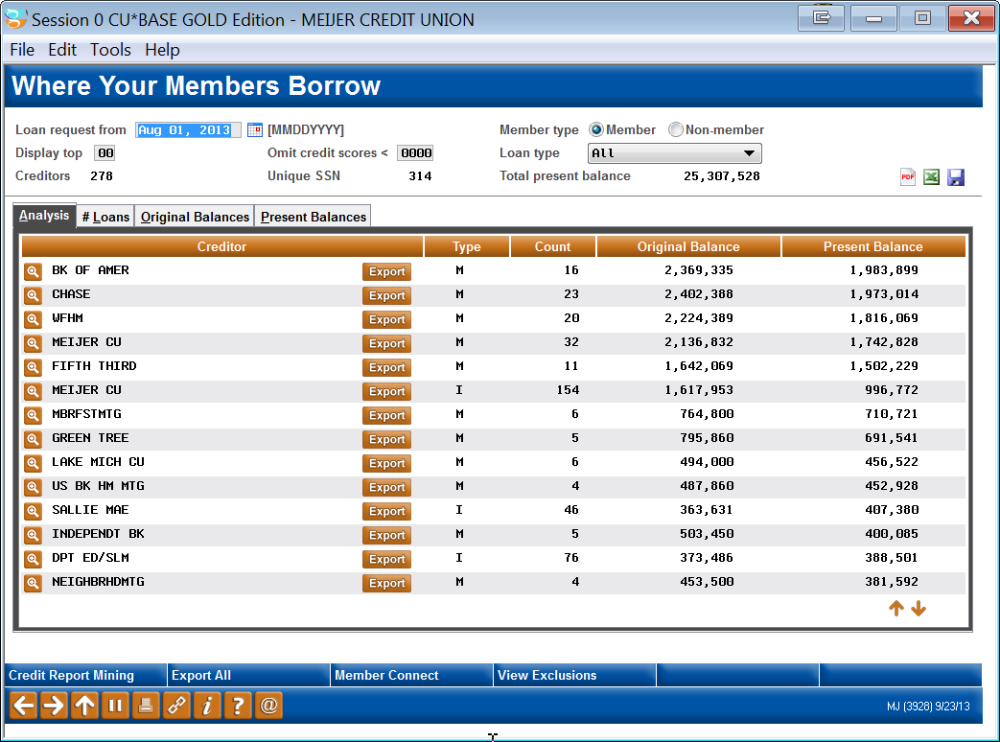 Session 0 CU*BASE GOLD Edition - MEIJER CREDIT UNION
File Edit Tools Help
Where Your Members Borrow
Loan request from Aug 01, 2013 [MMDDYYYY] Member type Member Non-member
Display top 00 Omit credit scores < 0000 Loan type All
Creditors 278 Unique SSN 314 Total present balance 25,307,528
PDF
Analysis # Loans Original Balances Present Balances
Creditor Type Count Original Balance Present Balance
BK OF AMER Export M 16 2,369,335 1,983,899
CHASE Export M 23 2,402,388 1,973,014
WFHM Export M 20 2,224,389 1,816,069
MEIJER CU Export M 32 2,136,832 1,742,828
FIFTH THIRD Export M 11 1,642,069 1,502,229
MEIJER CU Export I 154 1,617,953 996,772
MBRFSTMTG Export M 6 764,800 710,721
GREEN TREE Export M 5 795,860 691,541
LAKE MICH CU Export M 6 494,000 456,522
US BK HM MTG Export M 4 487,860 452,928
SALLIE MAE Export I 46 363,631 407,380
INDEPENDT BK Export M 5 503,450 400,085
DPT ED/SLM Export I 76 373,486 388,501
NEIGHBRHDMTG Export M 4 453,500 381,592
Credit Report Mining Export All Member Connect View Exclusions
i ? @ MJ (3928) 9/23/13